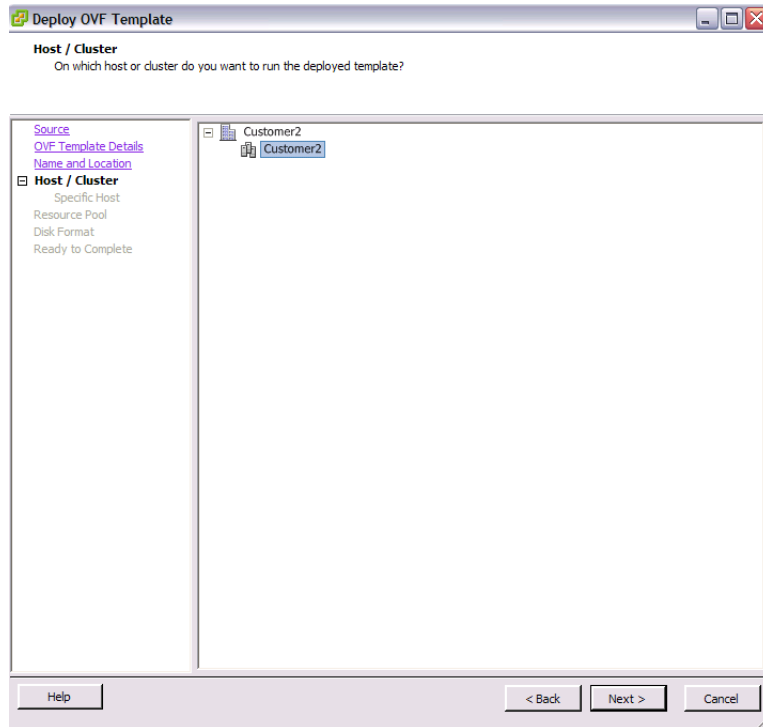 Deploy OVF Template
Host / Cluster
On which host or cluster do you want to run the deployed template?
Source
OVF Template Details
Name and Location
Host / Cluster
Specific Host
Resource Pool
Disk Format
Ready to Complete
Customer2
Customer2
Help
< Back
Next >
Cancel